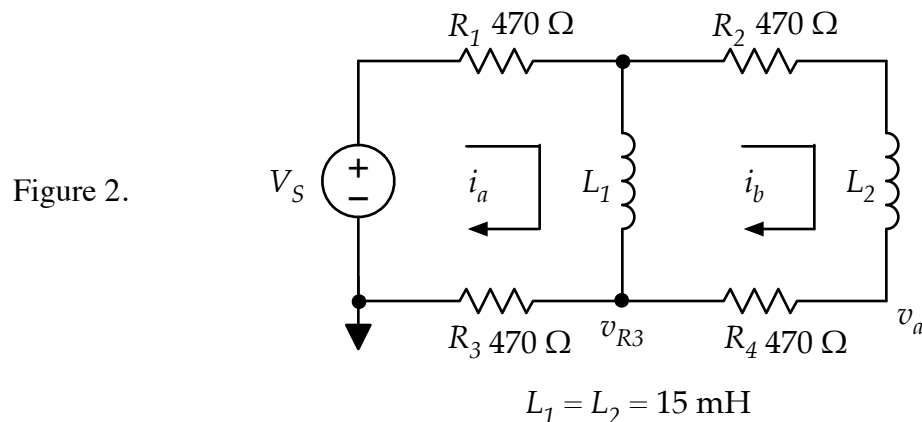 R1 470 Ω
R2 470 Ω
Figure 2.
VS
+
−
ia
L1
ib
L2
R3 470 Ω
vR3
R4 470 Ω
va
L1 = L2 = 15 mH